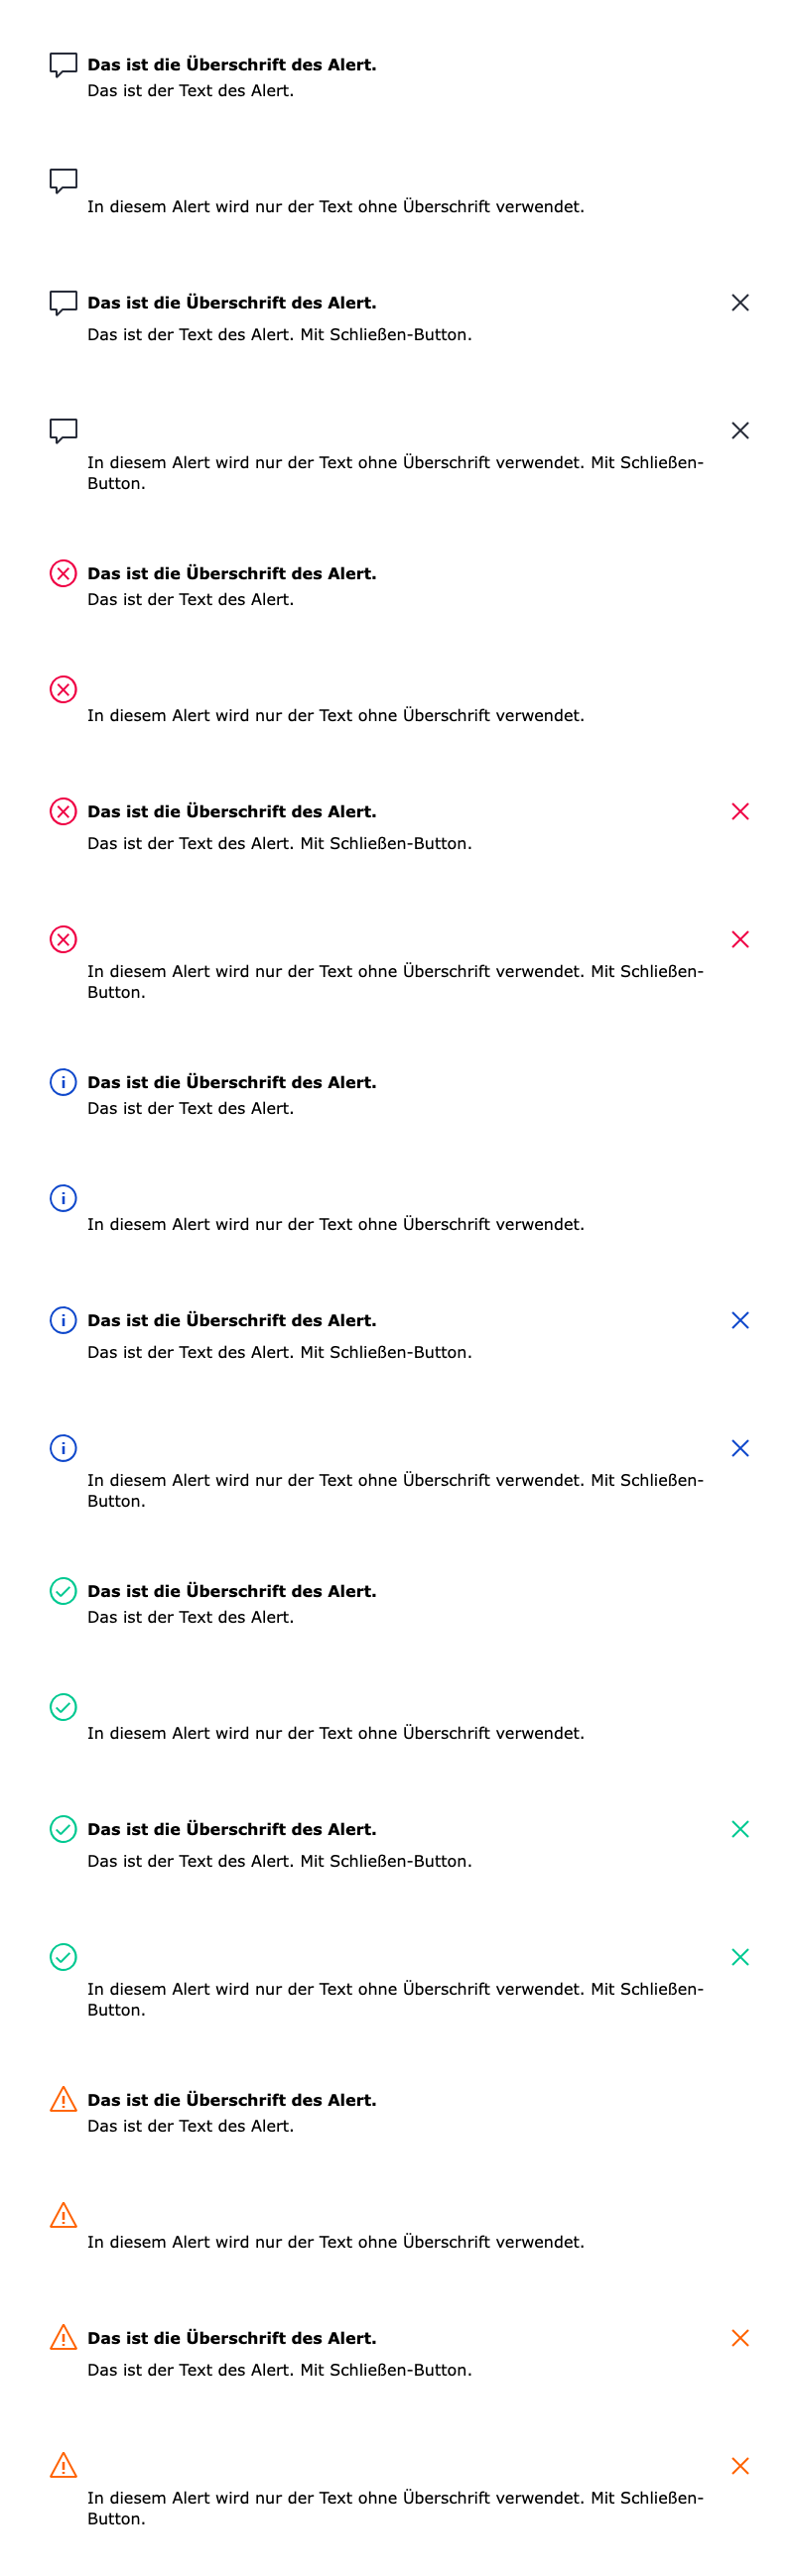 Das ist die Überschrift des Alert.
Das ist der Text des Alert.
In diesem Alert wird nur der Text ohne Überschrift verwendet.
Das ist die Überschrift des Alert.
Das ist der Text des Alert. Mit Schließen-Button.
In diesem Alert wird nur der Text ohne Überschrift verwendet. Mit Schließen-
Button.
Das ist die Überschrift des Alert.
Das ist der Text des Alert.
In diesem Alert wird nur der Text ohne Überschrift verwendet.
Das ist die Überschrift des Alert.
Das ist der Text des Alert. Mit Schließen-Button.
In diesem Alert wird nur der Text ohne Überschrift verwendet. Mit Schließen-
Button.
Das ist die Überschrift des Alert.
Das ist der Text des Alert.
In diesem Alert wird nur der Text ohne Überschrift verwendet.
Das ist die Überschrift des Alert.
Das ist der Text des Alert. Mit Schließen-Button.
In diesem Alert wird nur der Text ohne Überschrift verwendet. Mit Schließen-
Button.
Das ist die Überschrift des Alert.
Das ist der Text des Alert.
In diesem Alert wird nur der Text ohne Überschrift verwendet.
Das ist die Überschrift des Alert.
Das ist der Text des Alert. Mit Schließen-Button.
In diesem Alert wird nur der Text ohne Überschrift verwendet. Mit Schließen-
Button.
Das ist die Überschrift des Alert.
Das ist der Text des Alert.
In diesem Alert wird nur der Text ohne Überschrift verwendet.
Das ist die Überschrift des Alert.
Das ist der Text des Alert. Mit Schließen-Button.
In diesem Alert wird nur der Text ohne Überschrift verwendet. Mit Schließen-
Button.